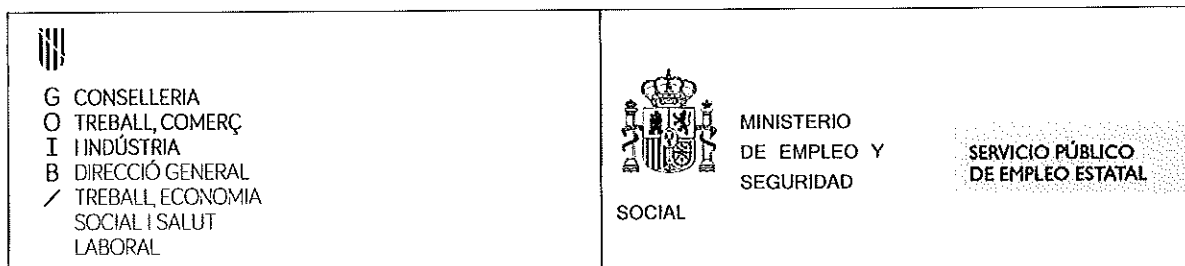 G CONSELLERIA
O TREBALL, COMERÇ
I I INDÚSTRIA
B DIRECCIÓ GENERAL
/ TREBALL, ECONOMIA
SOCIAL I SALUT
LABORAL
MINISTERIO
DE EMPLEO Y
SEGURIDAD
SOCIAL
SERVICIO PÚBLICO
DE EMPLEO ESTATAL